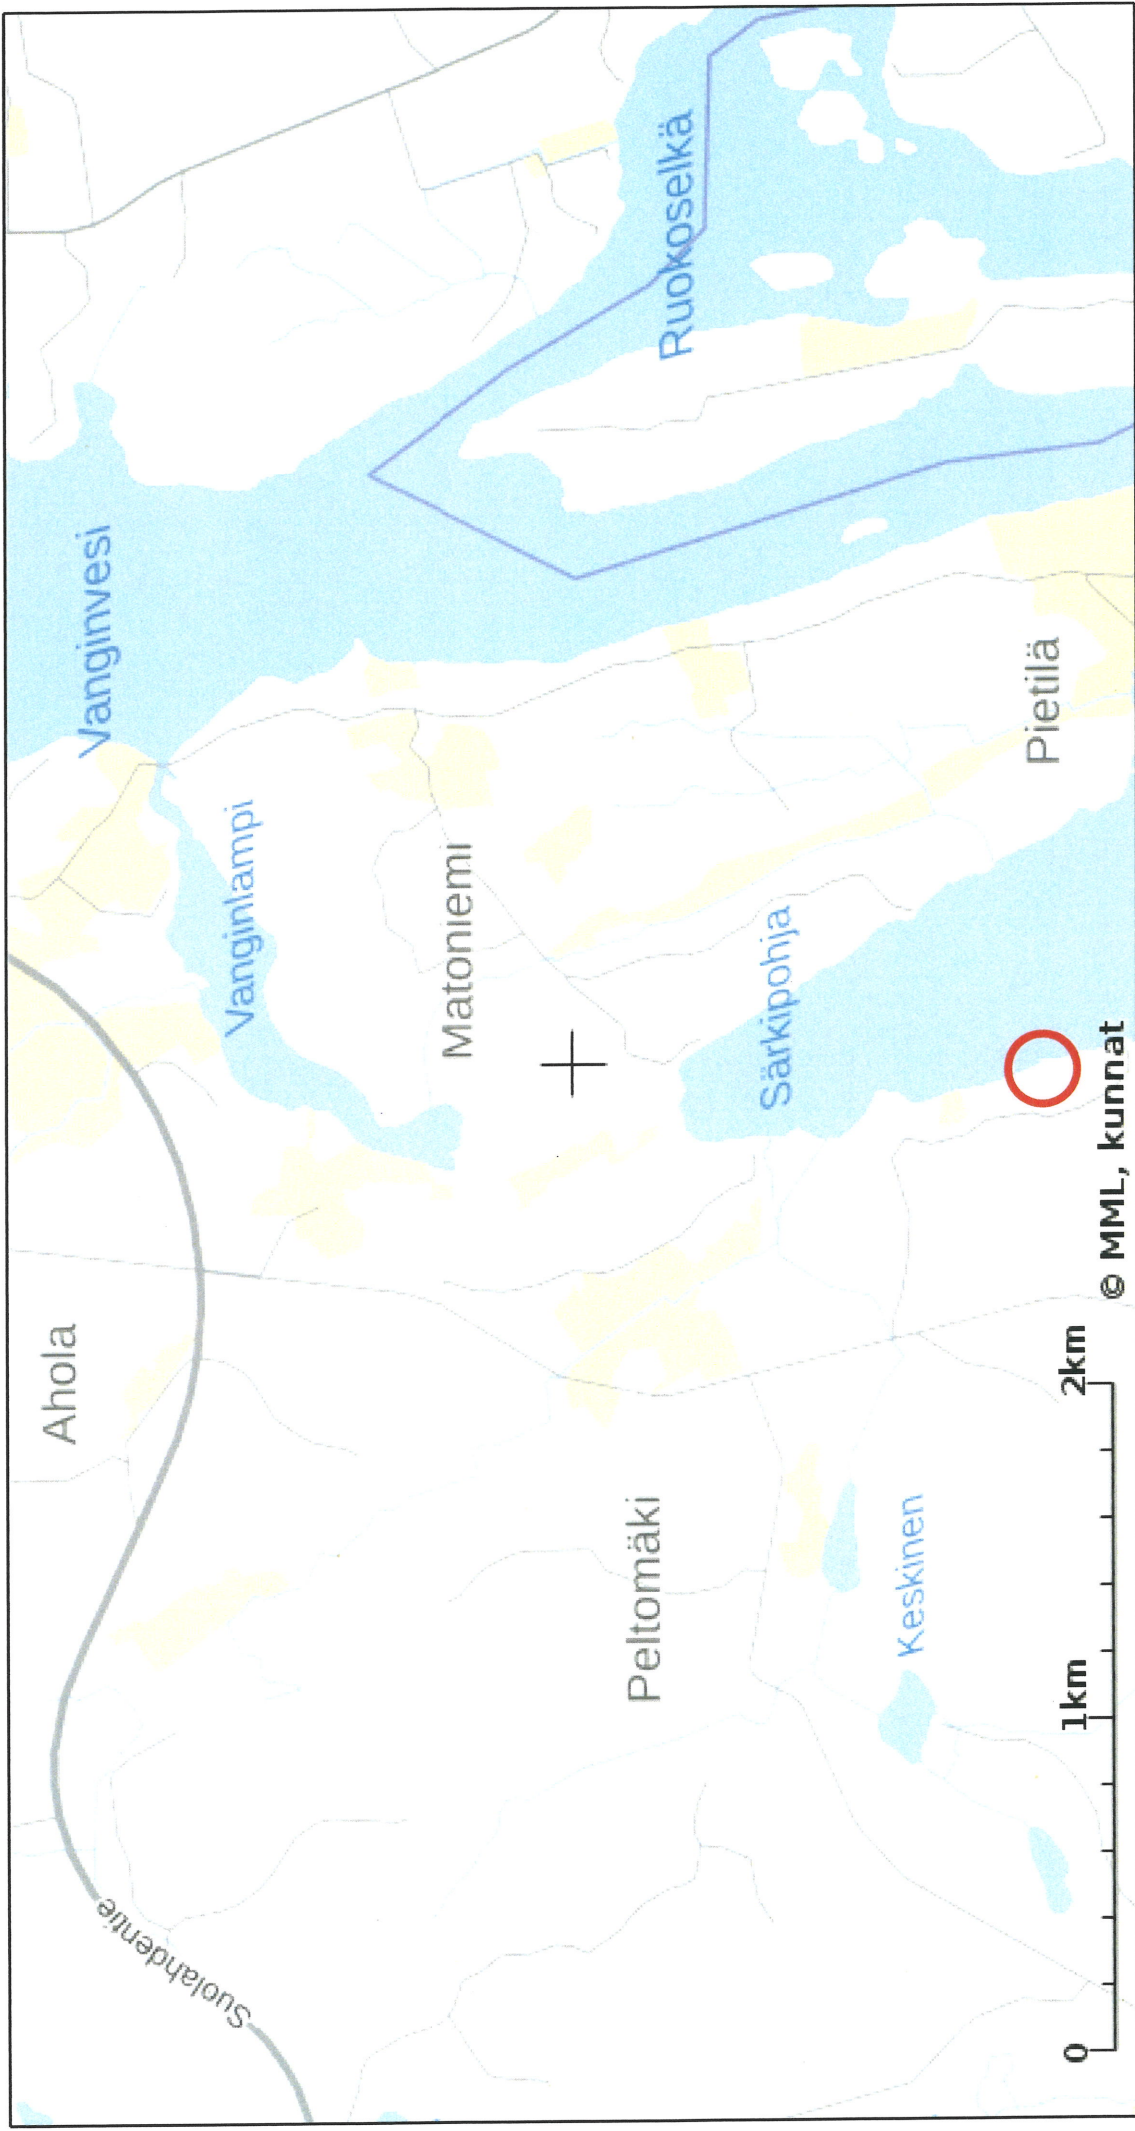 Ahola
Vanginvesi
Suolahdentie
Vanginlampi
Matoniemi
Peltomäki
Ruokoselkä
Särkipohja
Keskinen
Pietilä
0
1km
2km
© MML, kunnat